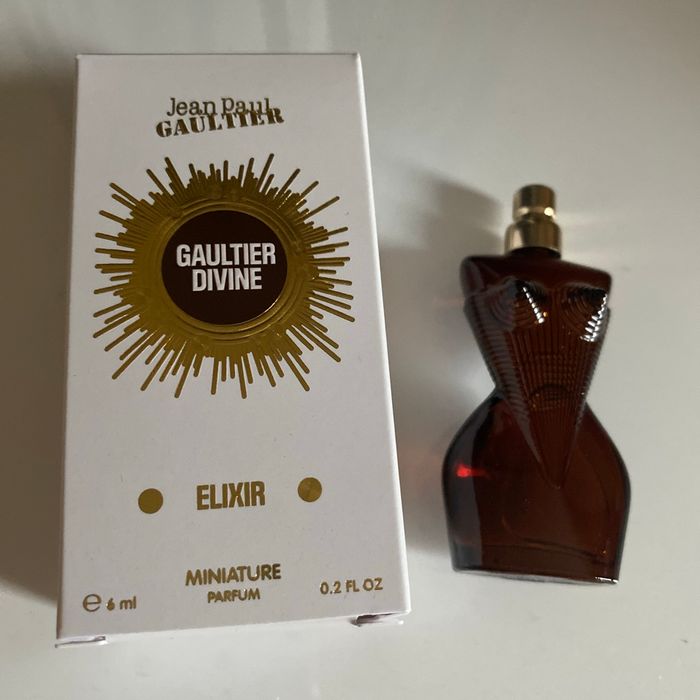 Jean Paul
GAULTIER
GAULTIER
DIVINE
ELIXIR
MINIATURE
PARFUM
℮ 6 ml
0.2 FL OZ